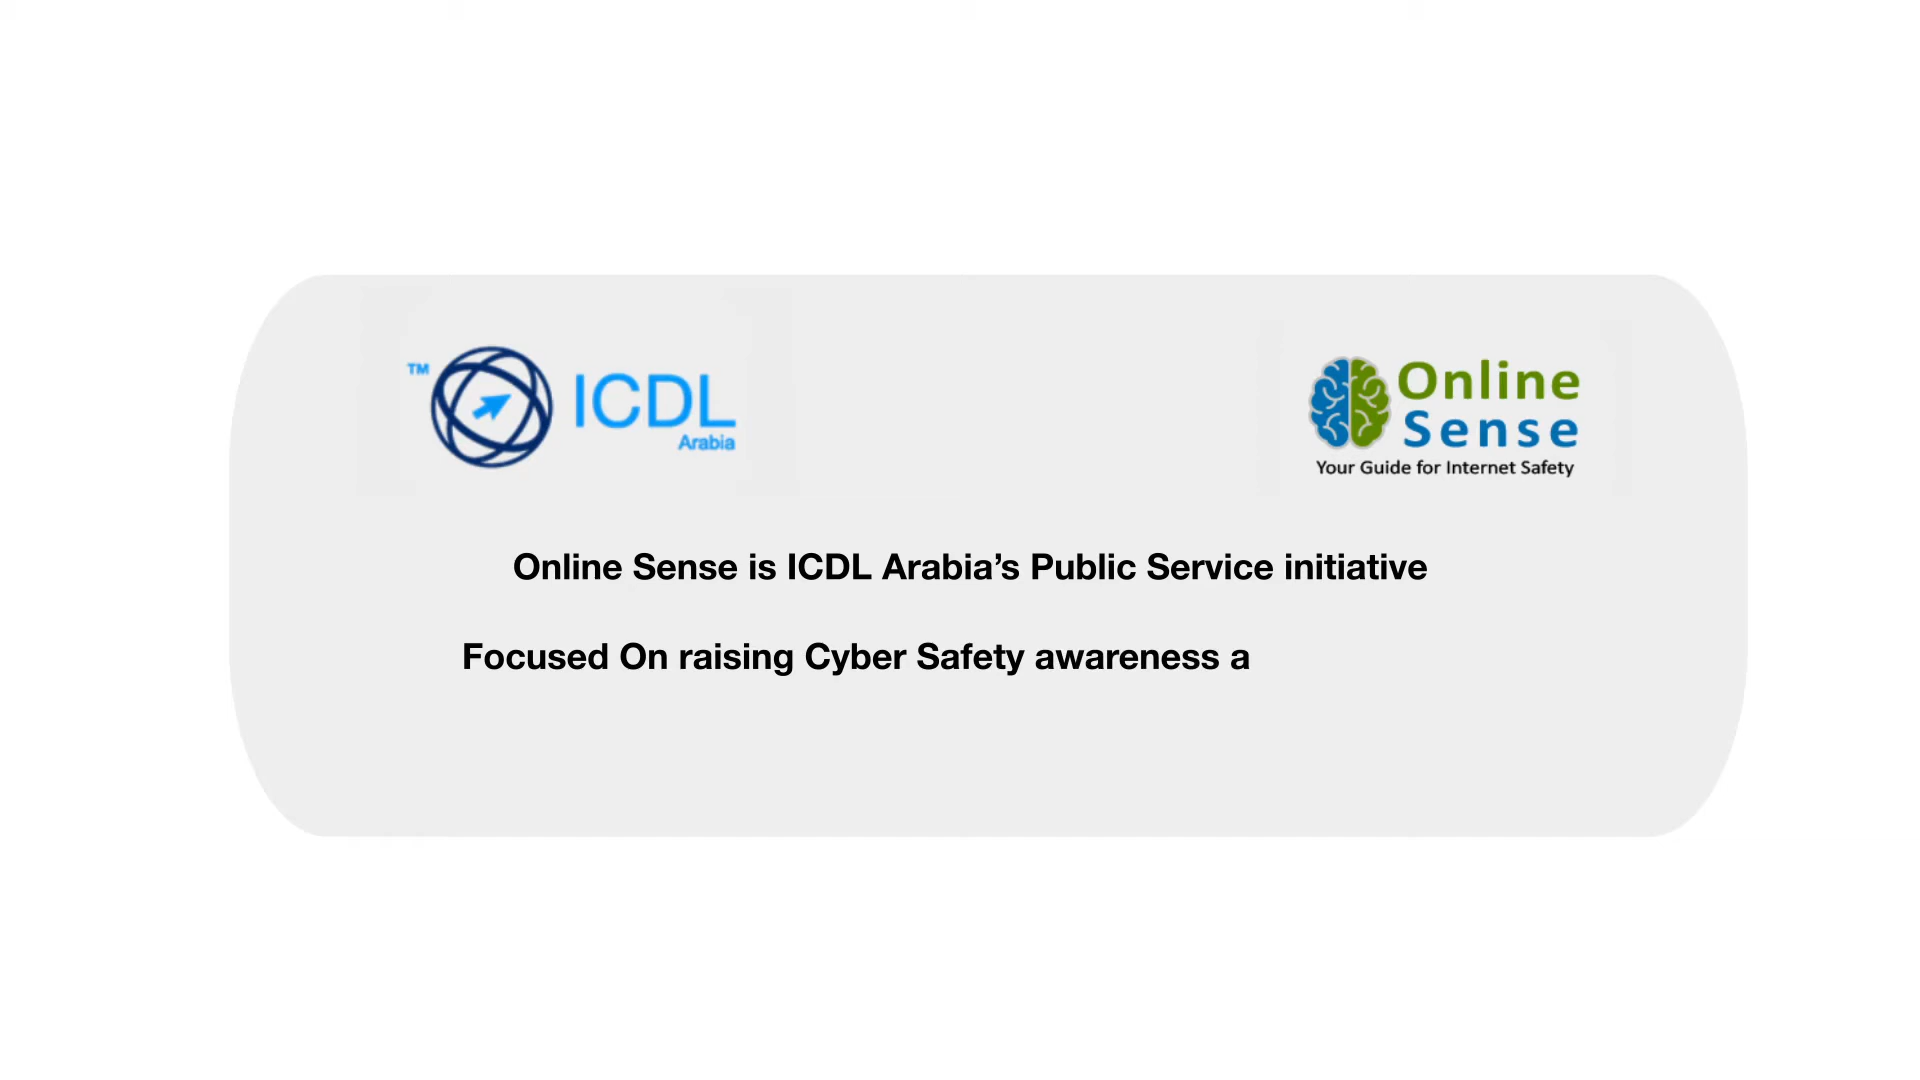 TM
ICDL
Arabia
Online
Sense
Your Guide for Internet Safety
Online Sense is ICDL Arabia’s Public Service initiative
Focused On raising Cyber Safety awareness a